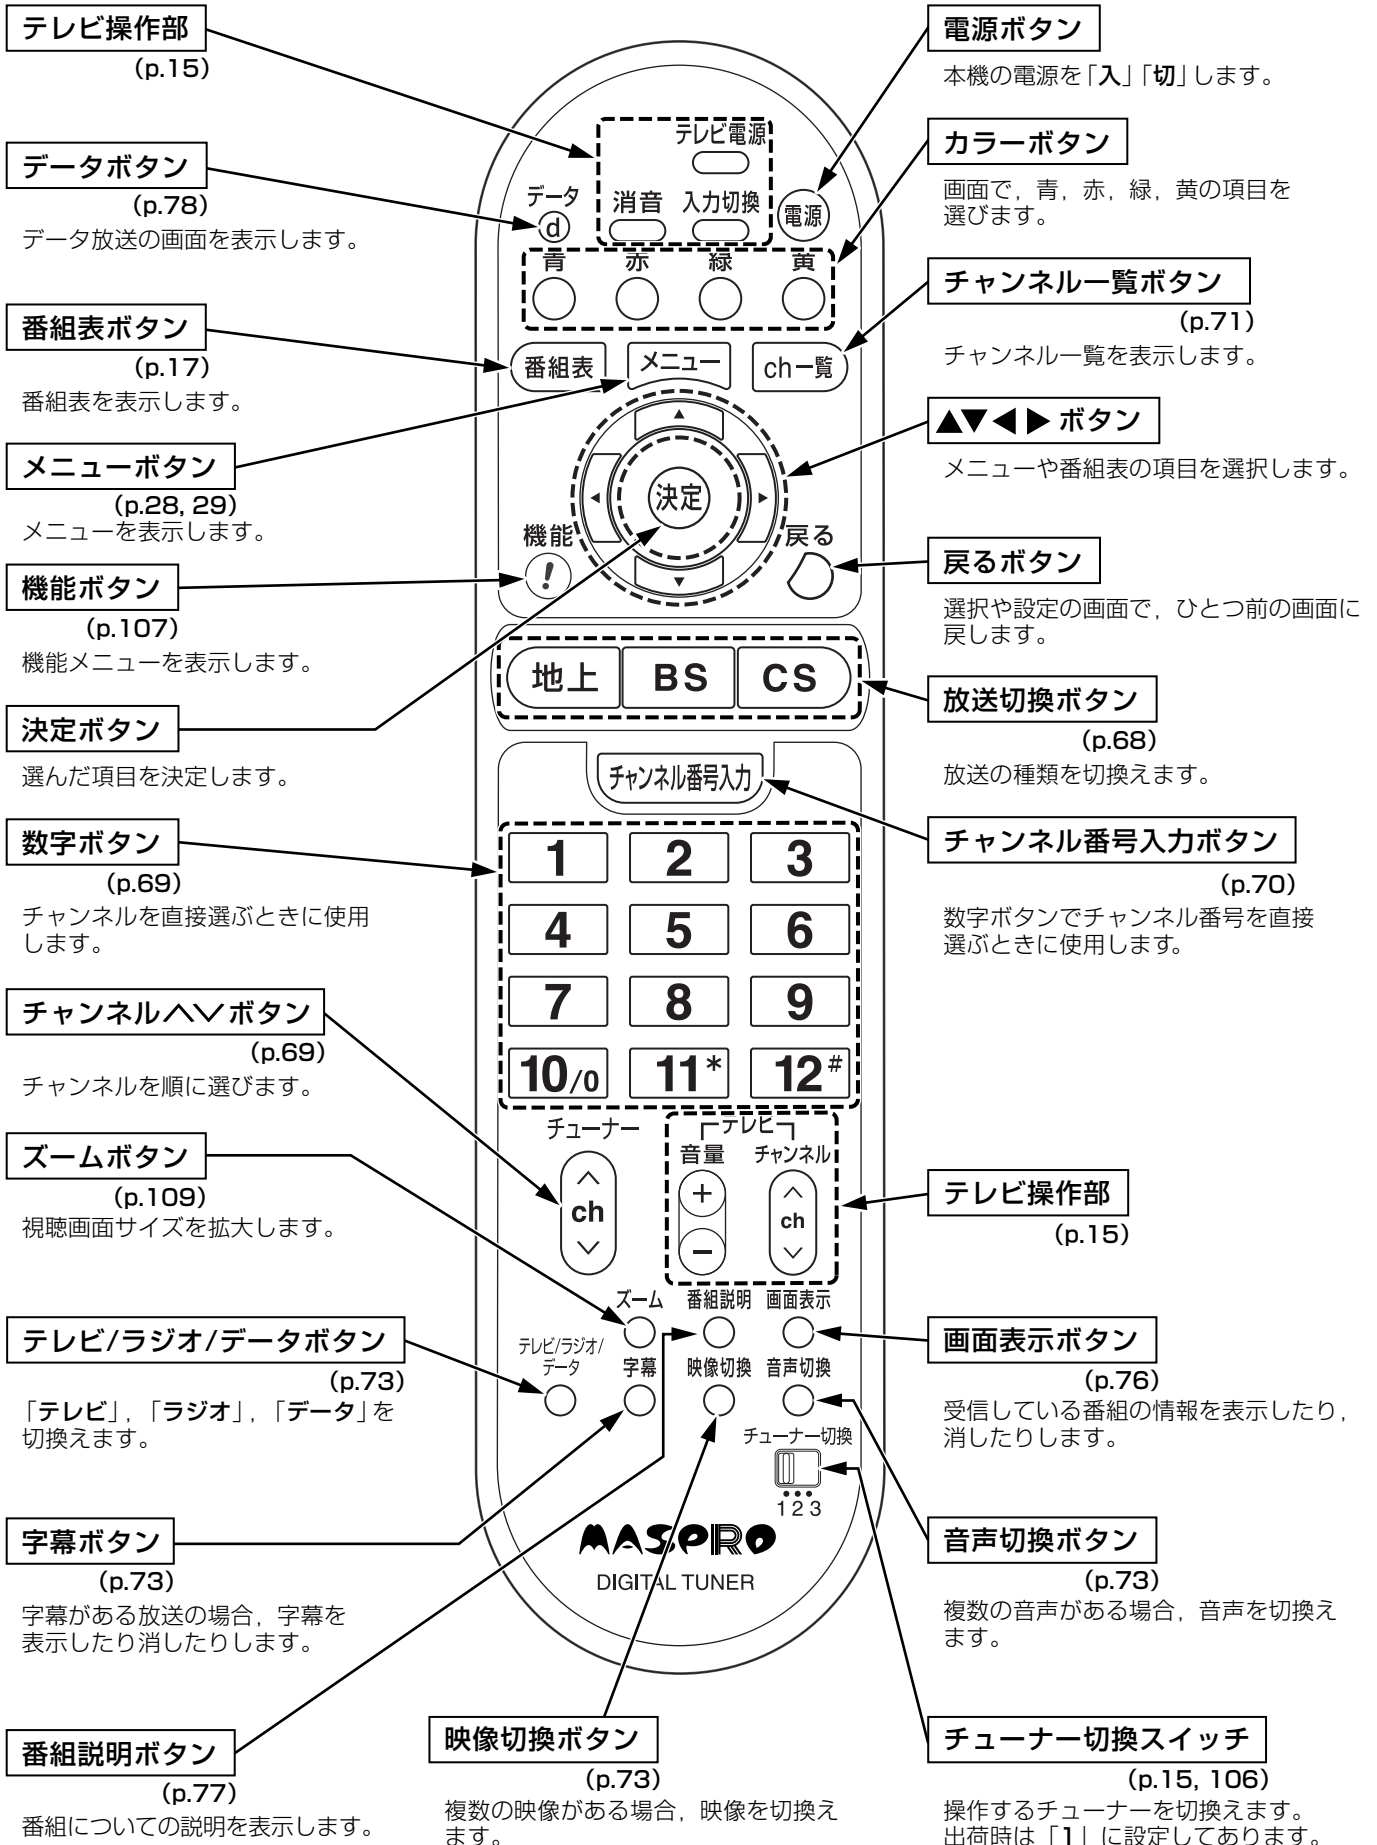 テレビ操作部
(p.15)
データボタン
(p.78)
データ放送の画面を表示します。
番組表ボタン
(p.17)
番組表を表示します。
メニューボタン
(p.28, 29)
メニューを表示します。
機能ボタン
(p.107)
機能メニューを表示します。
決定ボタン
選んだ項目を決定します。
数字ボタン
(p.69)
チャンネルを直接選ぶときに使用
します。
チャンネル∧∨ボタン
(p.69)
チャンネルを順に選びます。
ズームボタン
(p.109)
視聴画面サイズを拡大します。
テレビ/ラジオ/データボタン
(p.73)
「テレビ」,「ラジオ」,「データ」を
切換えます。
字幕ボタン
(p.73)
字幕がある放送の場合,字幕を
表示したり消したりします。
番組説明ボタン
(p.77)
番組についての説明を表示します。
テレビ電源
データ
消音 入力切換
d
電源
青 赤 緑 黄
番組表 メニュー ch一覧
▲
◀ 決定 ▶
▼
機能 戻る
!
地上 BS CS
チャンネル番号入力
1 2 3
4 5 6
7 8 9
10/0 11* 12#
チューナー テレビ
音量 チャンネル
∧ + ∧
ch ch
∨ − ∨
ズーム 番組説明 画面表示
テレビ/ラジオ/
データ 字幕 映像切換 音声切換
チューナー切換
1 2 3
MASPRO
DIGITAL TUNER
映像切換ボタン
(p.73)
複数の映像がある場合,映像を切換え
ます。
電源ボタン
本機の電源を「入」「切」します。
カラーボタン
画面で,青,赤,緑,黄の項目を
選びます。
チャンネル一覧ボタン
(p.71)
チャンネル一覧を表示します。
▲▼◀▶ボタン
メニューや番組表の項目を選択します。
戻るボタン
選択や設定の画面で,ひとつ前の画面に
戻します。
放送切換ボタン
(p.68)
放送の種類を切換えます。
チャンネル番号入力ボタン
(p.70)
数字ボタンでチャンネル番号を直接
選ぶときに使用します。
テレビ操作部
(p.15)
画面表示ボタン
(p.76)
受信している番組の情報を表示したり,
消したりします。
音声切換ボタン
(p.73)
複数の音声がある場合,音声を切換え
ます。
チューナー切換スイッチ
(p.15, 106)
操作するチューナーを切換えます。
出荷時は「1」に設定してあります。